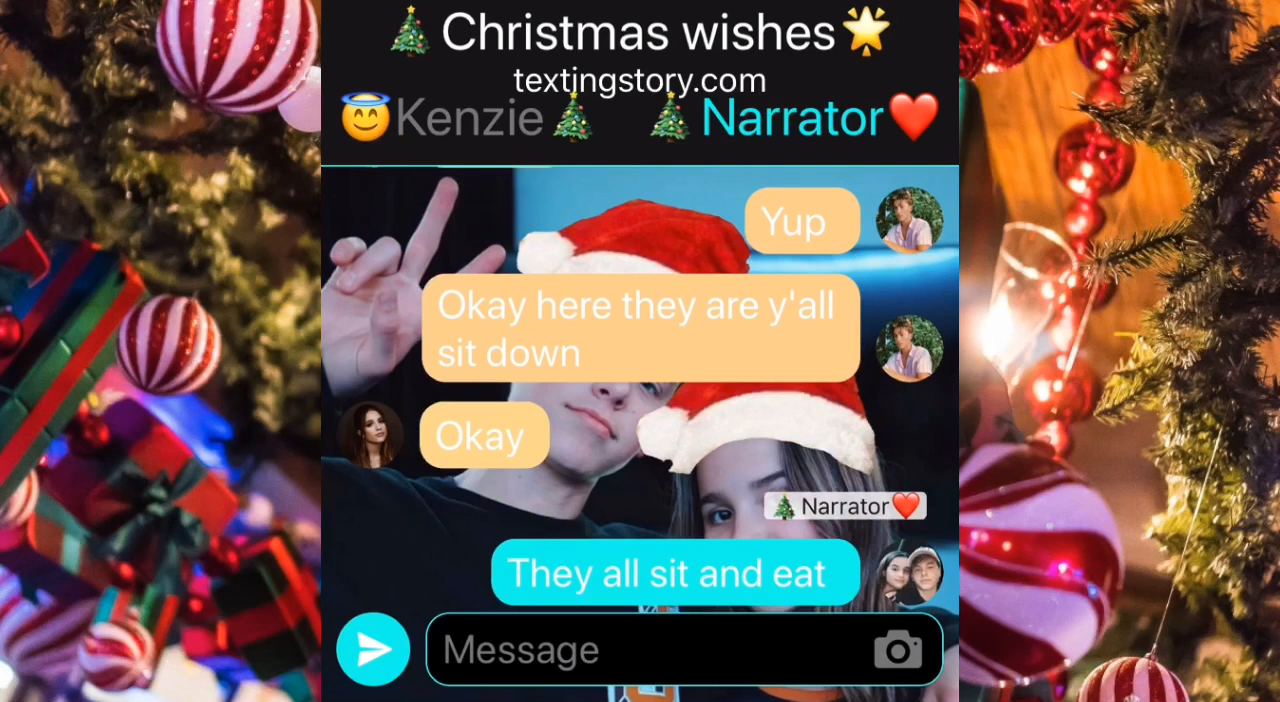 🎄Christmas wishes🌟
textingstory.com
😇Kenzie🎄 🎄Narrator❤️
Yup
Okay here they are y'all
sit down
Okay
🎄Narrator❤️
They all sit and eat
Message